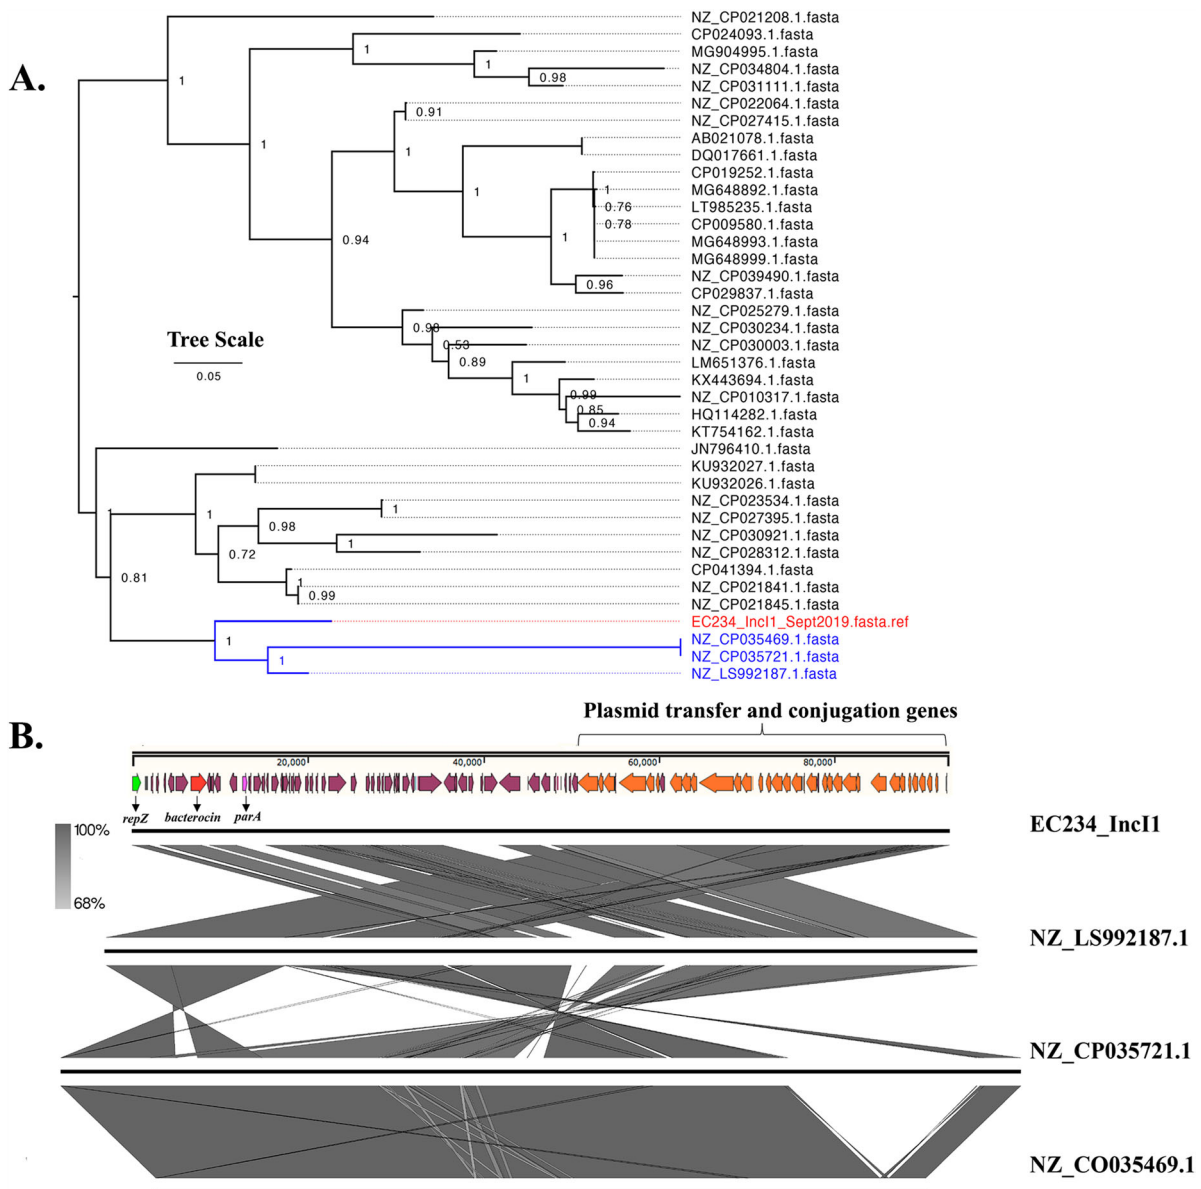 A.
NZ_CP021208.1.fasta
CP024093.1.fasta
1
MG904995.1.fasta
1
NZ_CP034804.1.fasta
0.98
1
NZ_CP031111.1.fasta
NZ_CP022064.1.fasta
0.91
NZ_CP027415.1.fasta
AB021078.1.fasta
1
1
DQ017661.1.fasta
CP019252.1.fasta
1
1
MG648892.1.fasta
0.76
LT985235.1.fasta
0.78
CP009580.1.fasta
0.94
1
MG648993.1.fasta
MG648999.1.fasta
NZ_CP039490.1.fasta
0.96
CP029837.1.fasta
NZ_CP025279.1.fasta
0.98
NZ_CP030234.1.fasta
Tree Scale
0.53
NZ_CP030003.1.fasta
0.89
LM651376.1.fasta
0.05
1
KX443694.1.fasta
0.99
NZ_CP010317.1.fasta
0.85
HQ114282.1.fasta
0.94
KT754162.1.fasta
JN796410.1.fasta
KU932027.1.fasta
KU932026.1.fasta
NZ_CP023534.1.fasta
1
1
1
NZ_CP027395.1.fasta
0.98
NZ_CP030921.1.fasta
1
0.72
NZ_CP028312.1.fasta
CP041394.1.fasta
0.81
1
NZ_CP021841.1.fasta
0.99
NZ_CP021845.1.fasta
EC234_IncI1_Sept2019.fasta.ref
1
NZ_CP035469.1.fasta
1
NZ_CP035721.1.fasta
NZ_LS992187.1.fasta
B.
Plasmid transfer and conjugation genes
20,000
40,000
60,000
80,000
repZ
bacterocin
parA
100%
68%
EC234_IncI1
NZ_LS992187.1
NZ_CP035721.1
NZ_CO035469.1